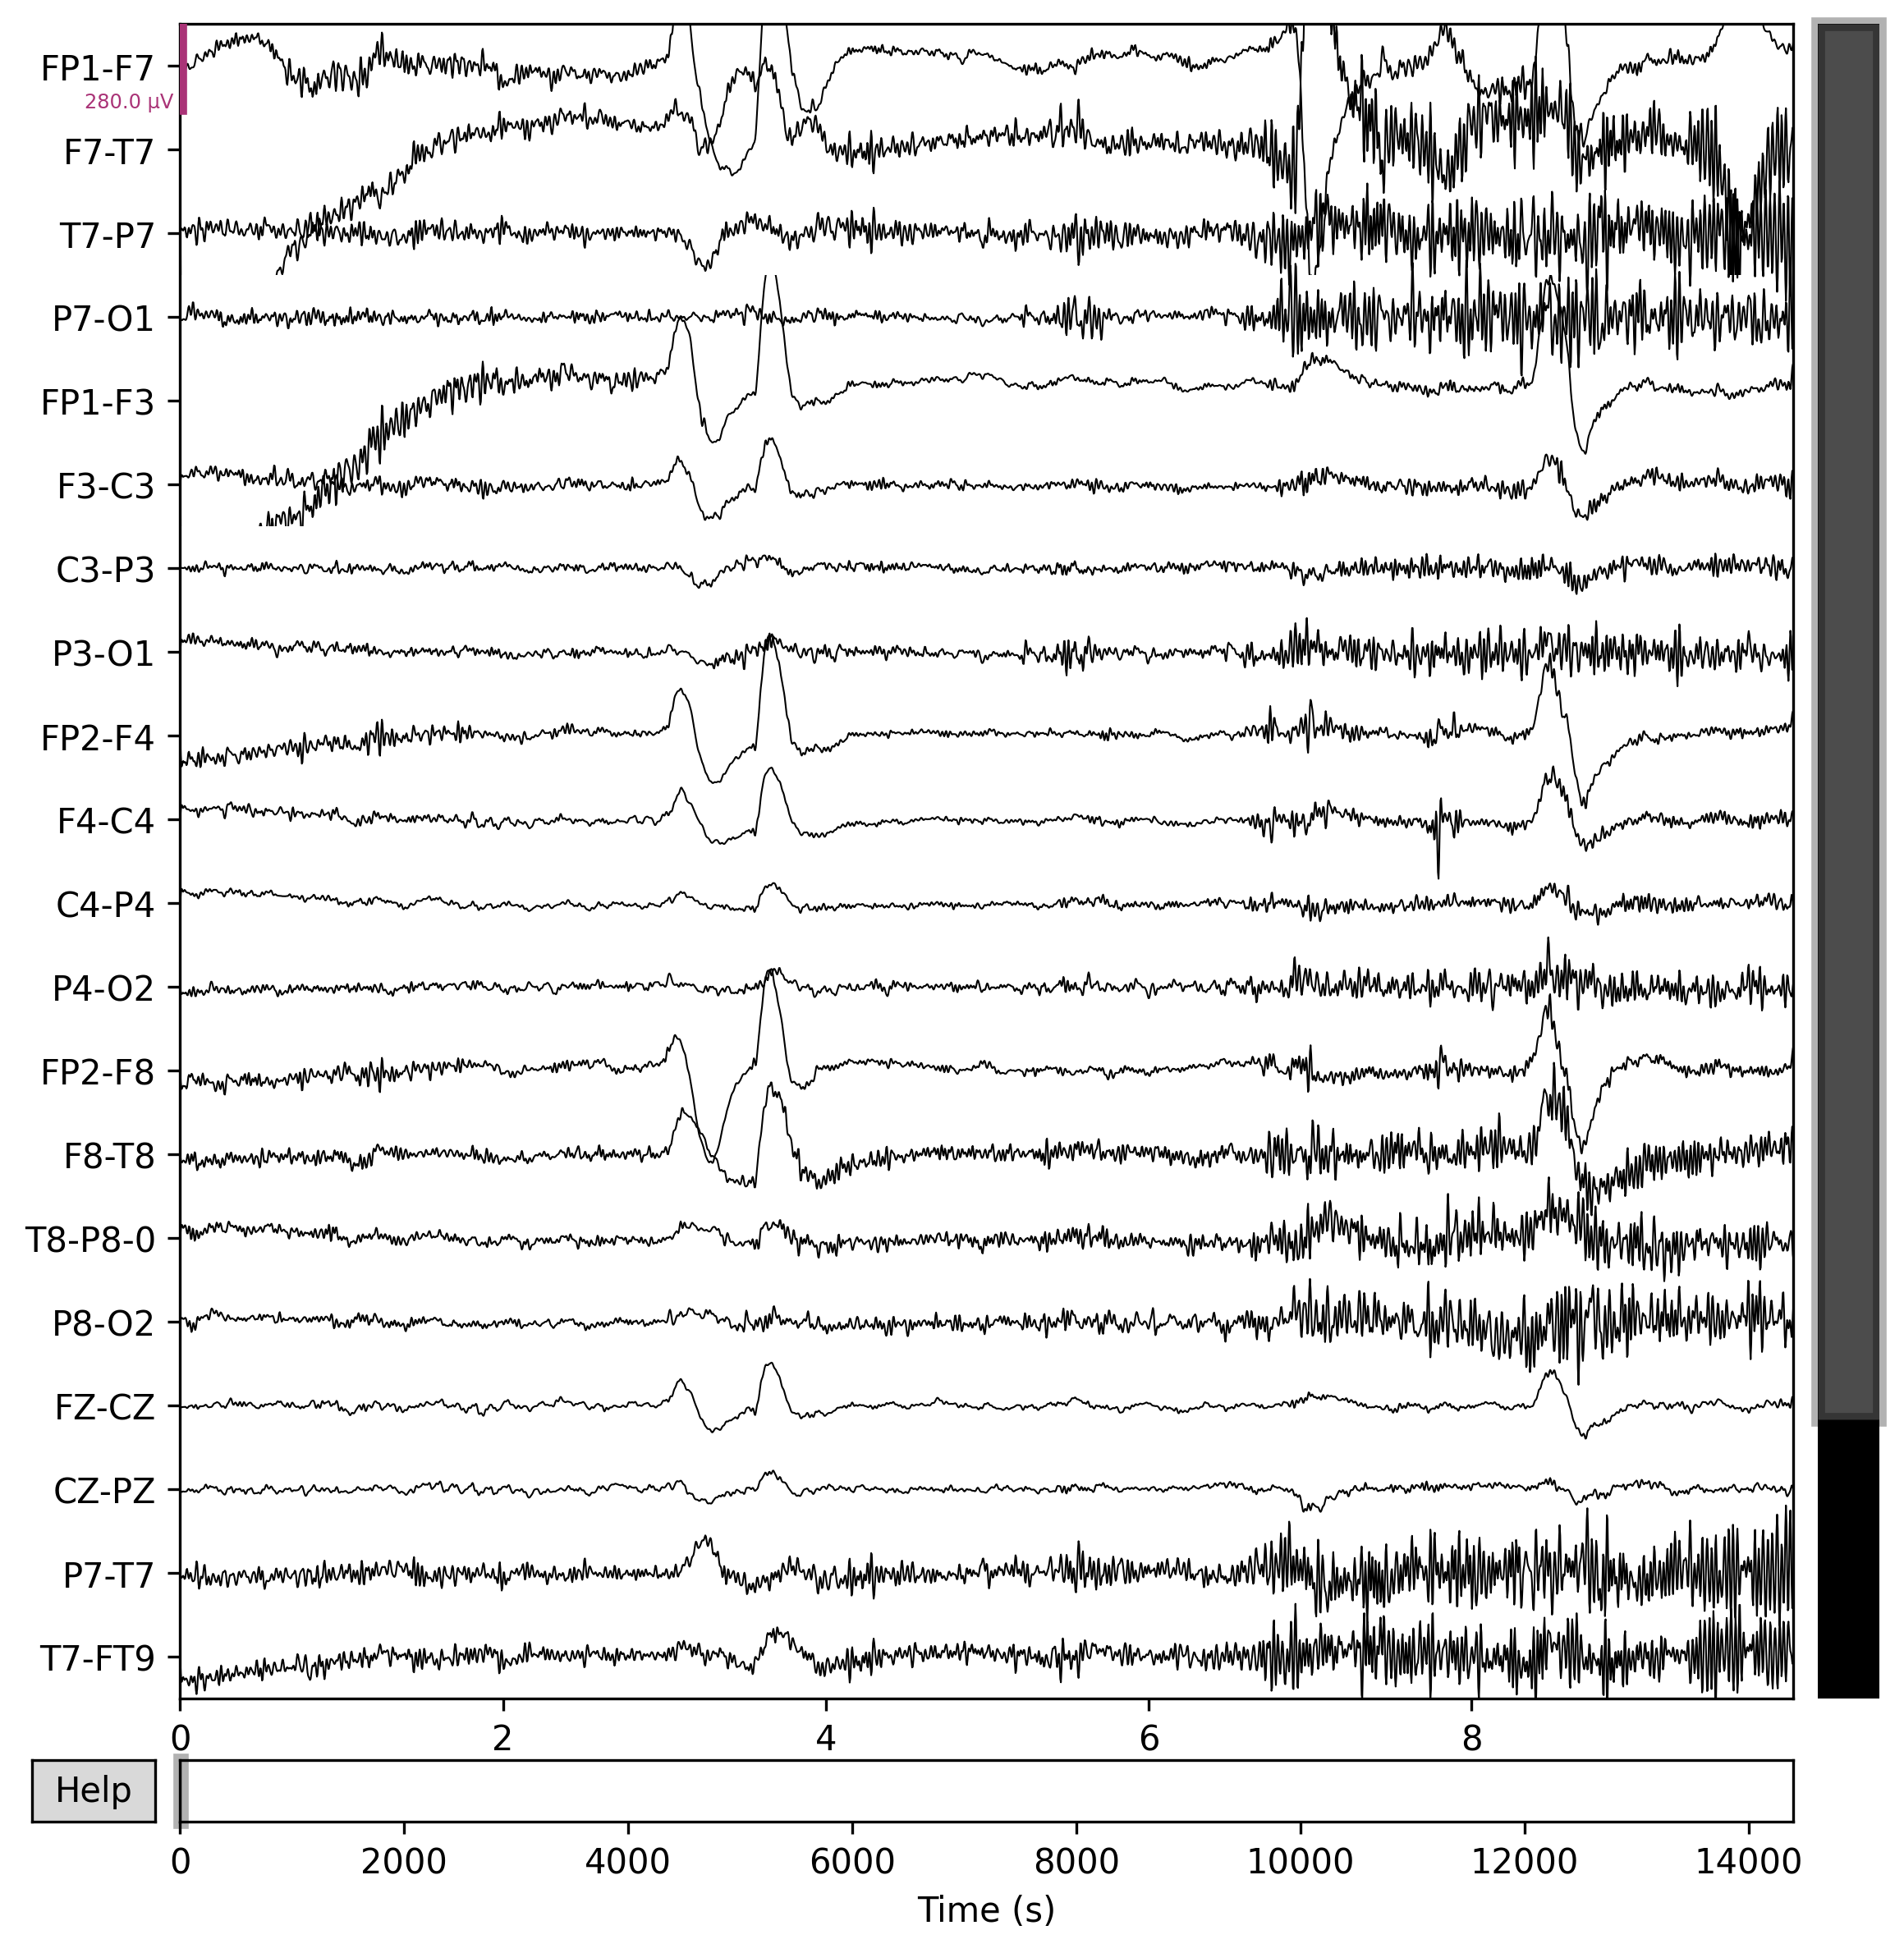 FP1-F7
280.0 µV
F7-T7
T7-P7
P7-O1
FP1-F3
F3-C3
C3-P3
P3-O1
FP2-F4
F4-C4
C4-P4
P4-O2
FP2-F8
F8-T8
T8-P8-0
P8-O2
FZ-CZ
CZ-PZ
P7-T7
T7-FT9
0 2 4 6 8
Help
0 2000 4000 6000 8000 10000 12000 14000
Time (s)